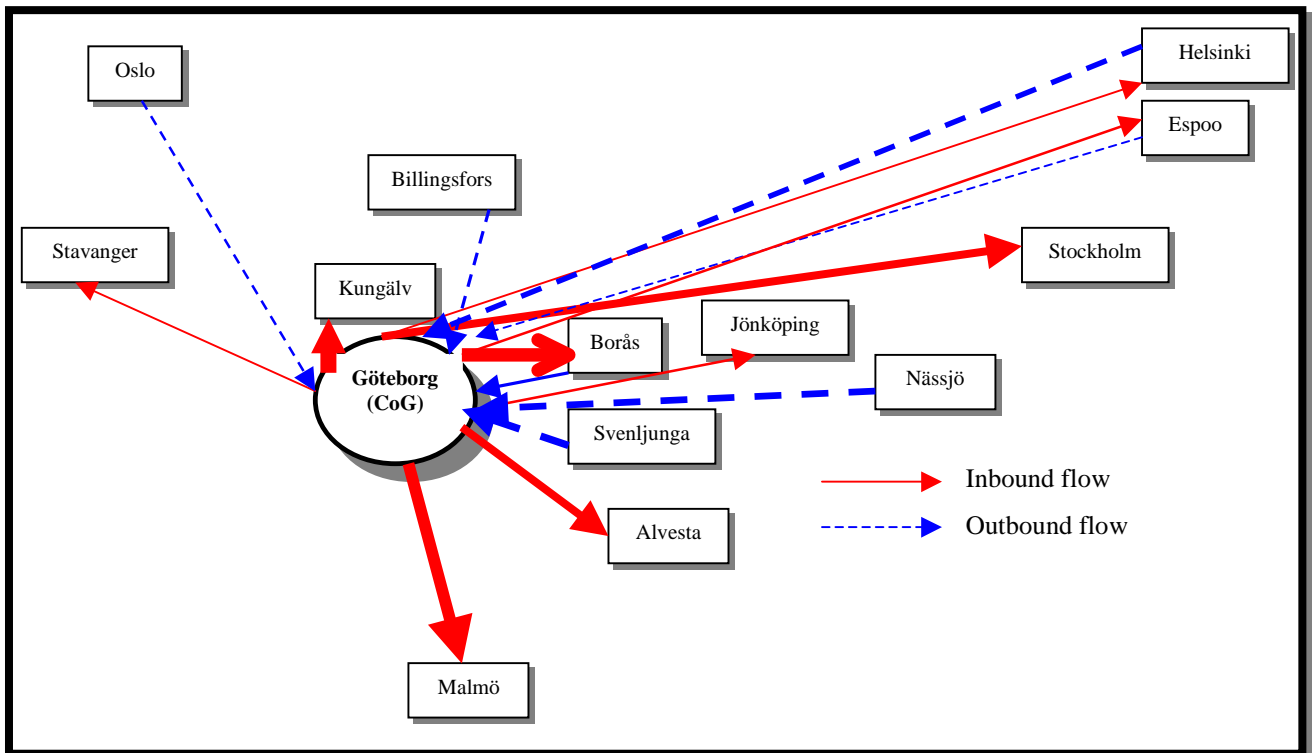 Oslo
Helsinki
Espoo
Billingsfors
Stavanger
Stockholm
Kungälv
Jönköping
Borås
Göteborg
(CoG)
Nässjö
Svenljunga
Inbound flow
Outbound flow
Alvesta
Malmö